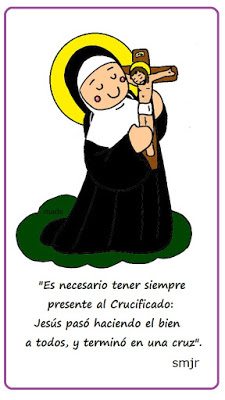 "Es necesario tener siempre
presente al Crucificado:
Jesús pasó haciendo el bien
a todos, y terminó en una cruz".
smjr